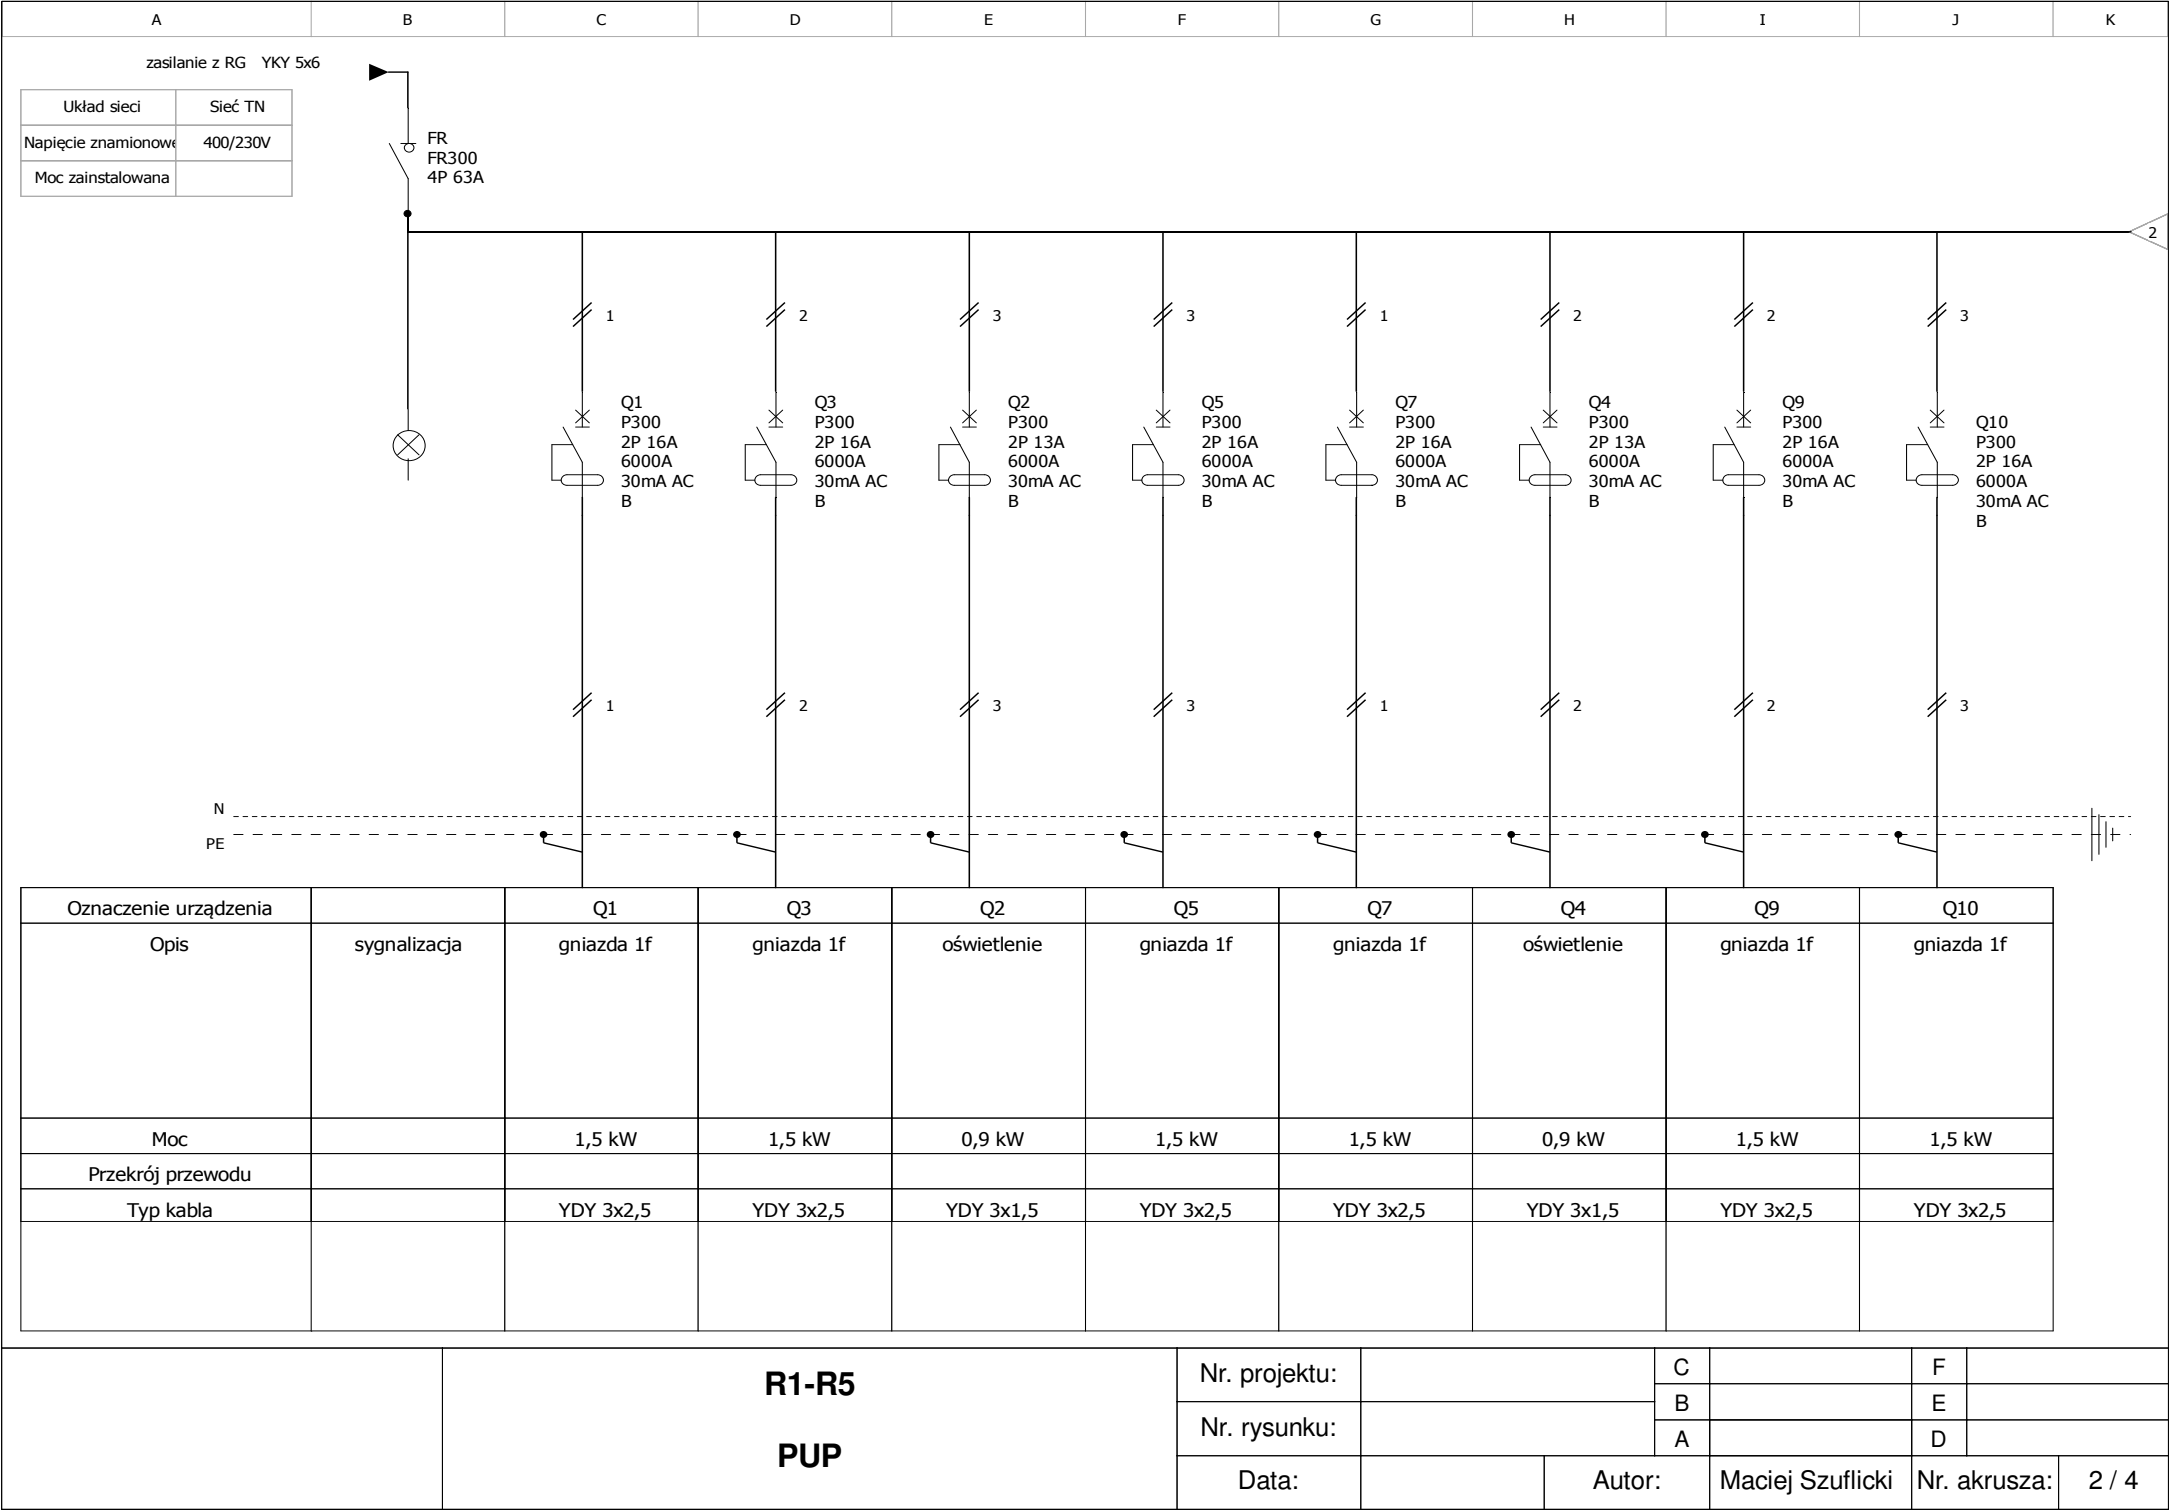 A B C D E F G H I J K
zasilanie z RG YKY 5x6
Układ sieci Sieć TN
Napięcie znamionowe 400/230V
Moc zainstalowana
FR
FR300
4P 63A
2
1 2 3 3 1 2 2 3
Q1
P300
2P 16A
6000A
30mA AC
B
Q3
P300
2P 16A
6000A
30mA AC
B
Q2
P300
2P 13A
6000A
30mA AC
B
Q5
P300
2P 16A
6000A
30mA AC
B
Q7
P300
2P 16A
6000A
30mA AC
B
Q4
P300
2P 13A
6000A
30mA AC
B
Q9
P300
2P 16A
6000A
30mA AC
B
Q10
P300
2P 16A
6000A
30mA AC
B
1 2 3 3 1 2 2 3
N
PE
Oznaczenie urządzenia Q1 Q3 Q2 Q5 Q7 Q4 Q9 Q10
Opis sygnalizacja gniazda 1f gniazda 1f oświetlenie gniazda 1f gniazda 1f oświetlenie gniazda 1f gniazda 1f
Moc 1,5 kW 1,5 kW 0,9 kW 1,5 kW 1,5 kW 0,9 kW 1,5 kW 1,5 kW
Przekrój przewodu
Typ kabla YDY 3x2,5 YDY 3x2,5 YDY 3x1,5 YDY 3x2,5 YDY 3x2,5 YDY 3x1,5 YDY 3x2,5 YDY 3x2,5
R1-R5
PUP
Nr. projektu:
Nr. rysunku:
C F
B E
A D
Data: Autor: Maciej Szuflicki Nr. akrusza: 2 / 4